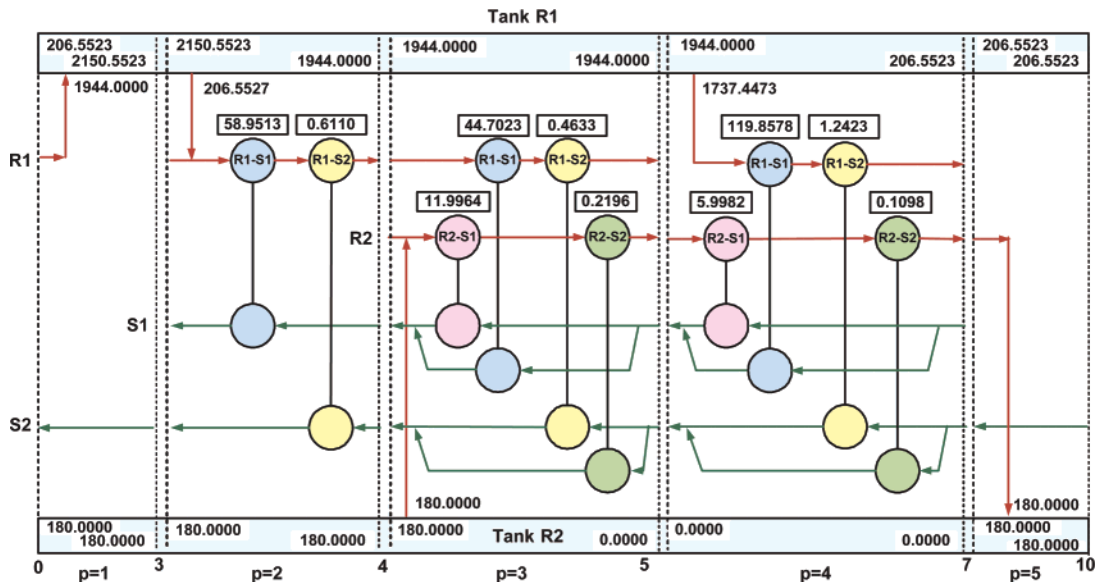 Tank R1
206.5523 2150.5523 1944.0000 1944.0000 206.5523
2150.5523 1944.0000 1944.0000 206.5523 206.5523
1944.0000 206.5527 1737.4473
58.9513 0.6110 44.7023 0.4633 119.8578 1.2423
R1 R1-S1 R1-S2 R1-S1 R1-S2 R1-S1 R1-S2
11.9964 0.2196 5.9982 0.1098
R2 R2-S1 R2-S2 R2-S1 R2-S2
S1
S2
180.0000 180.0000
180.0000 180.0000 180.0000 0.0000 180.0000
180.0000 180.0000 Tank R2 0.0000 0.0000 180.0000
0 3 4 5 7 10
p=1 p=2 p=3 p=4 p=5